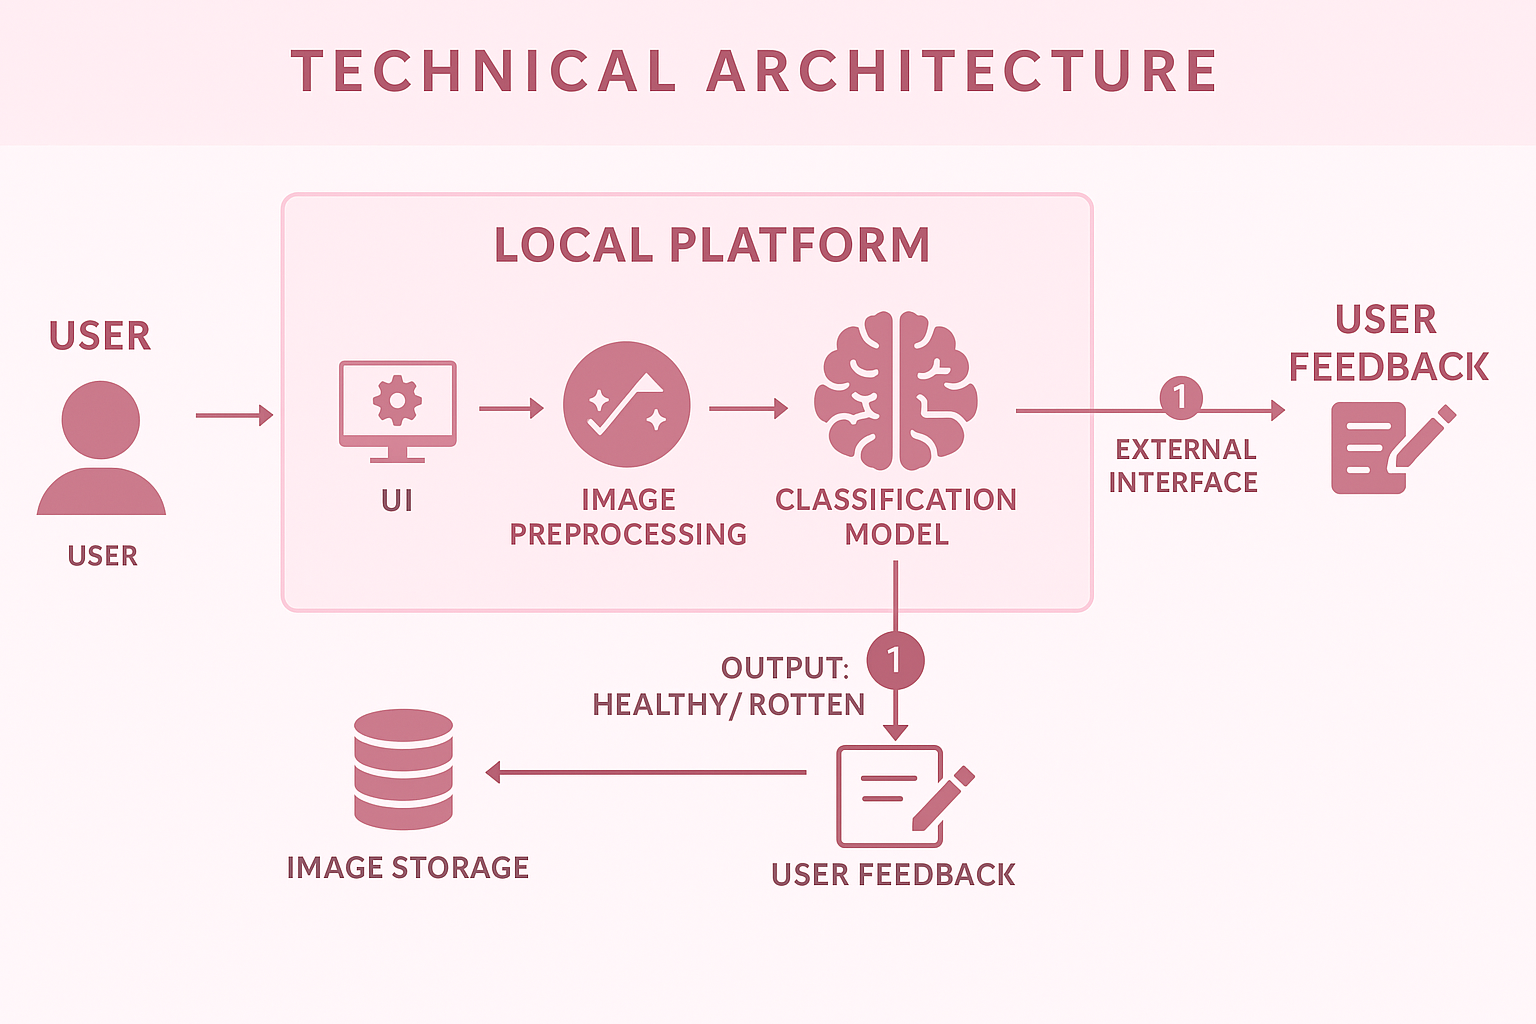 TECHNICAL ARCHITECTURE
LOCAL PLATFORM
USER
USER
UI
IMAGE
PREPROCESSING
CLASSIFICATION
MODEL
1
EXTERNAL
INTERFACE
USER
FEEDBACK
1
OUTPUT:
HEALTHY/ ROTTEN
IMAGE STORAGE
USER FEEDBACK